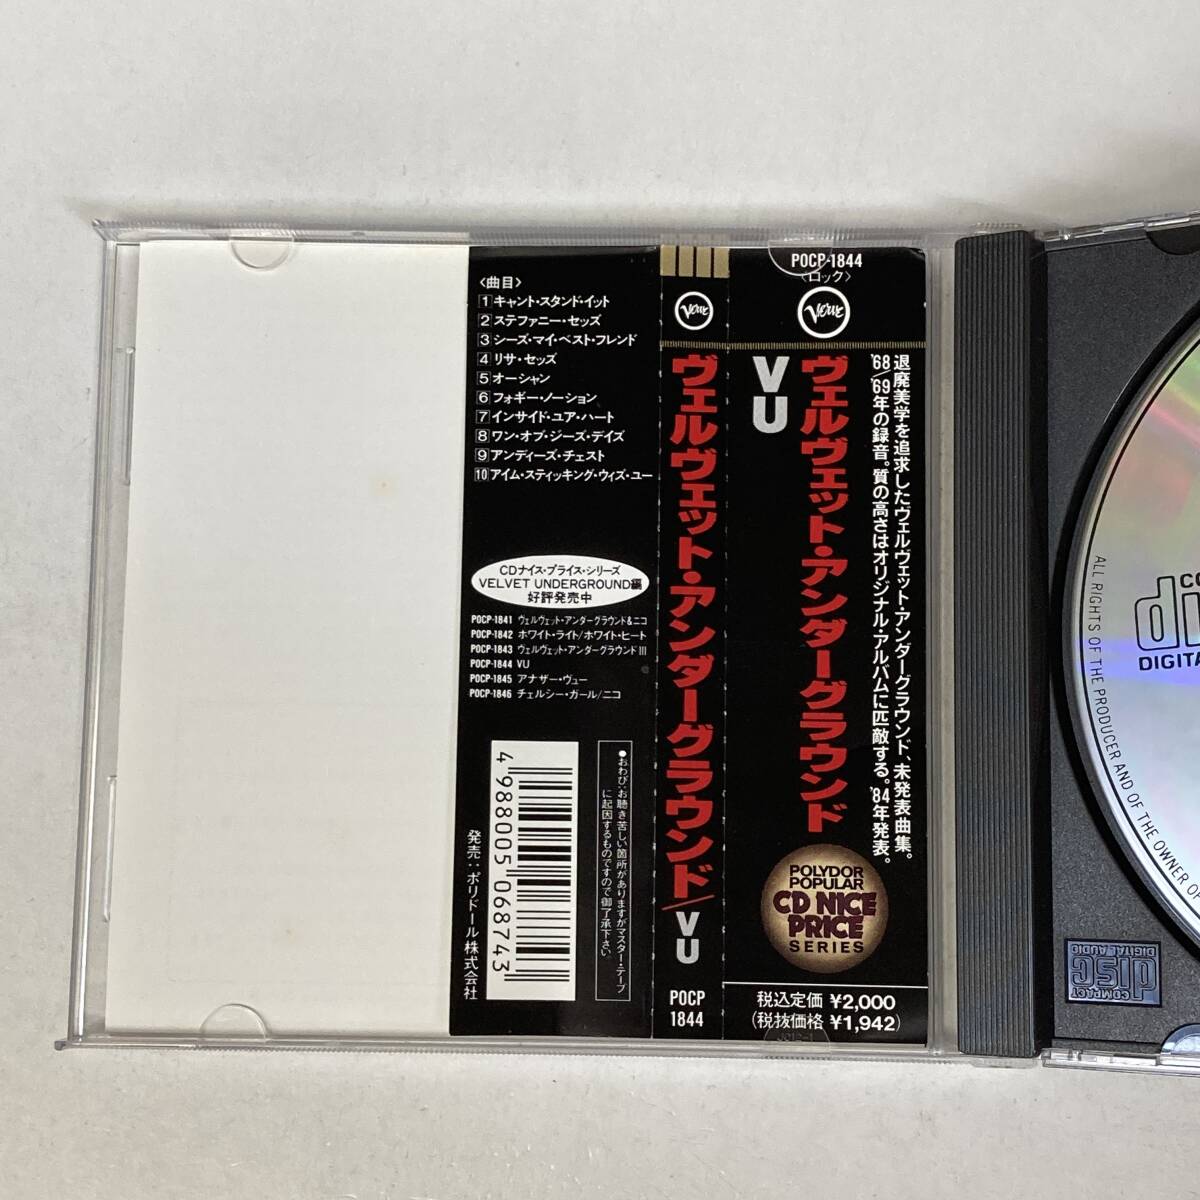 〈曲目〉
1 キャント・スタンド・イット
2 ステファニー・セッズ
3 シーズ・マイ・ベスト・フレンド
4 リサ・セッズ
5 オーシャン
6 フォギー・ノーション
7 インサイド・ユア・ハート
8 ワン・オブ・ジーズ・デイズ
9 アンディーズ・チェスト
10 アイム・スティッキング・ウィズ・ユー
CDナイス・プライス・シリーズ
VELVET UNDERGROUND編
好評発売中
POCP-1841 ヴェルヴェット・アンダーグラウンド&ニコ
POCP-1842 ホワイト・ライト/ホワイト・ヒート
POCP-1843 ヴェルヴェット・アンダーグラウンドIII
POCP-1844 VU
POCP-1845 アナザー・ヴュー
POCP-1846 チェルシー・ガール/ニコ
●おわび:お聴き苦しい箇所がありますがマスター・テープ
に起因するものですので御了承下さい。
4 988005 068743
発売:ポリドール株式会社
Verve
ヴェルヴェット・アンダーグラウンド/VU
POCP
1844
POCP-1844
〈ロック〉
Verve
退廃美学を追求したヴェルヴェット・アンダーグラウンド、未発表曲集。
'68/'69年の録音。質の高さはオリジナル・アルバムに匹敵する。'84年発表。
ヴェルヴェット・アンダーグラウンド
VU
POLYDOR
POPULAR
CD NICE
PRICE
SERIES
税込定価 ¥2,000
(税抜価格 ¥1,942)
ALL RIGHTS OF THE PRODUCER AND OF THE OWNER OF
COMPACT
disc
DIGITAL AUDIO